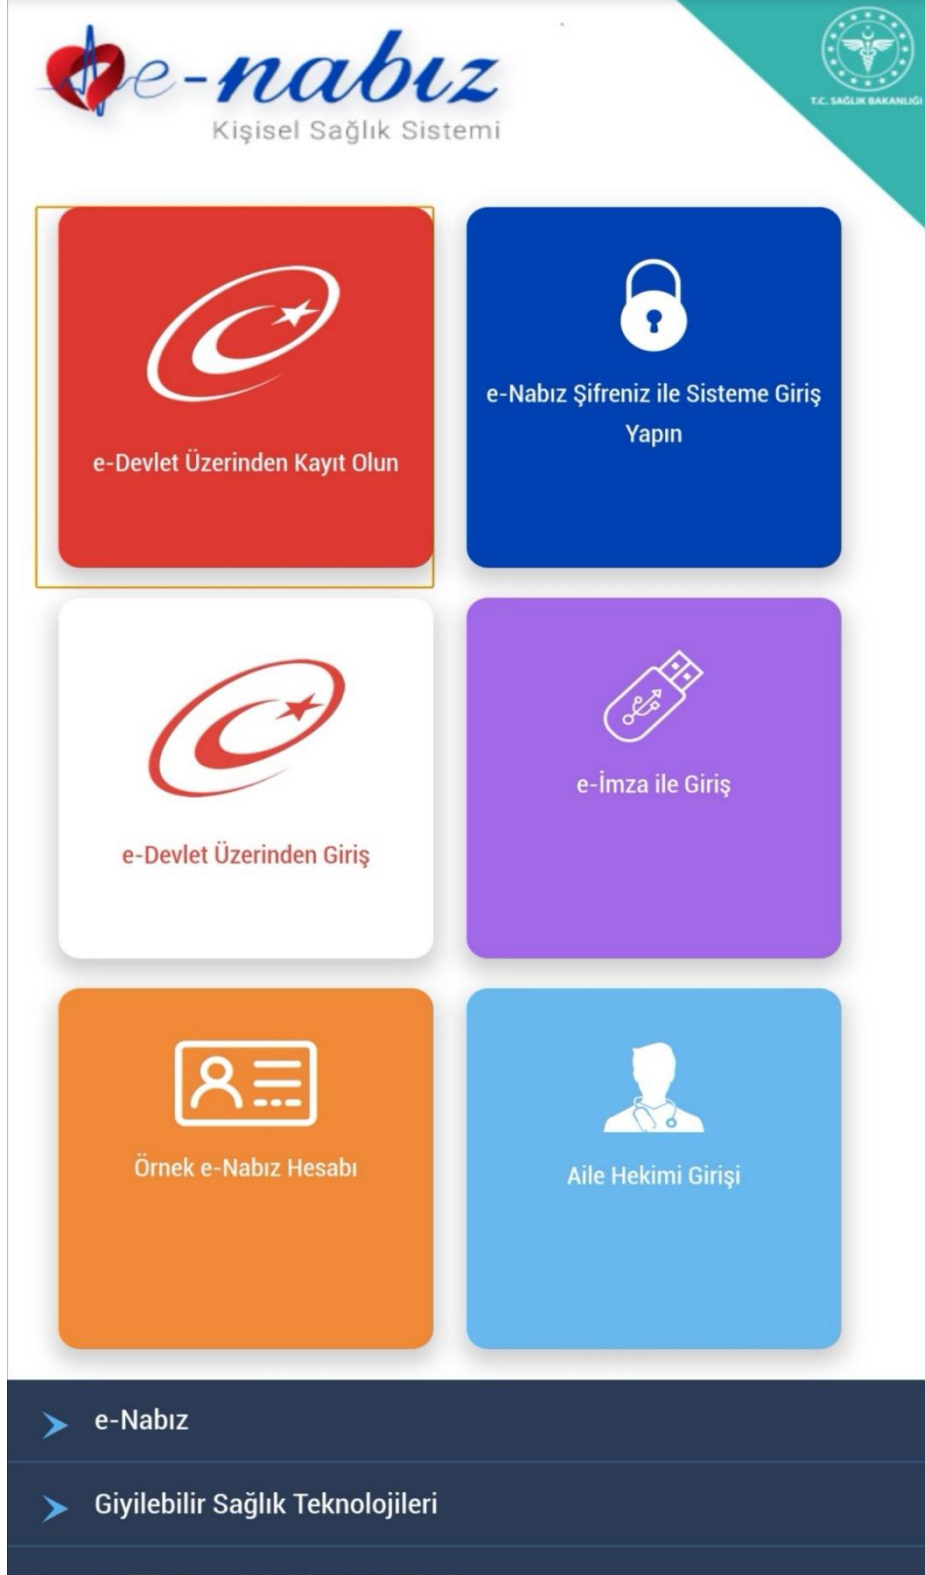 e-nabız
Kişisel Sağlık Sistemi
T.C. SAĞLIK BAKANLIĞI
e-Devlet Üzerinden Kayıt Olun
e-Nabız Şifreniz ile Sisteme Giriş
Yapın
e-Devlet Üzerinden Giriş
e-İmza ile Giriş
Örnek e-Nabız Hesabı
Aile Hekimi Girişi
e-Nabız
Giyilebilir Sağlık Teknolojileri